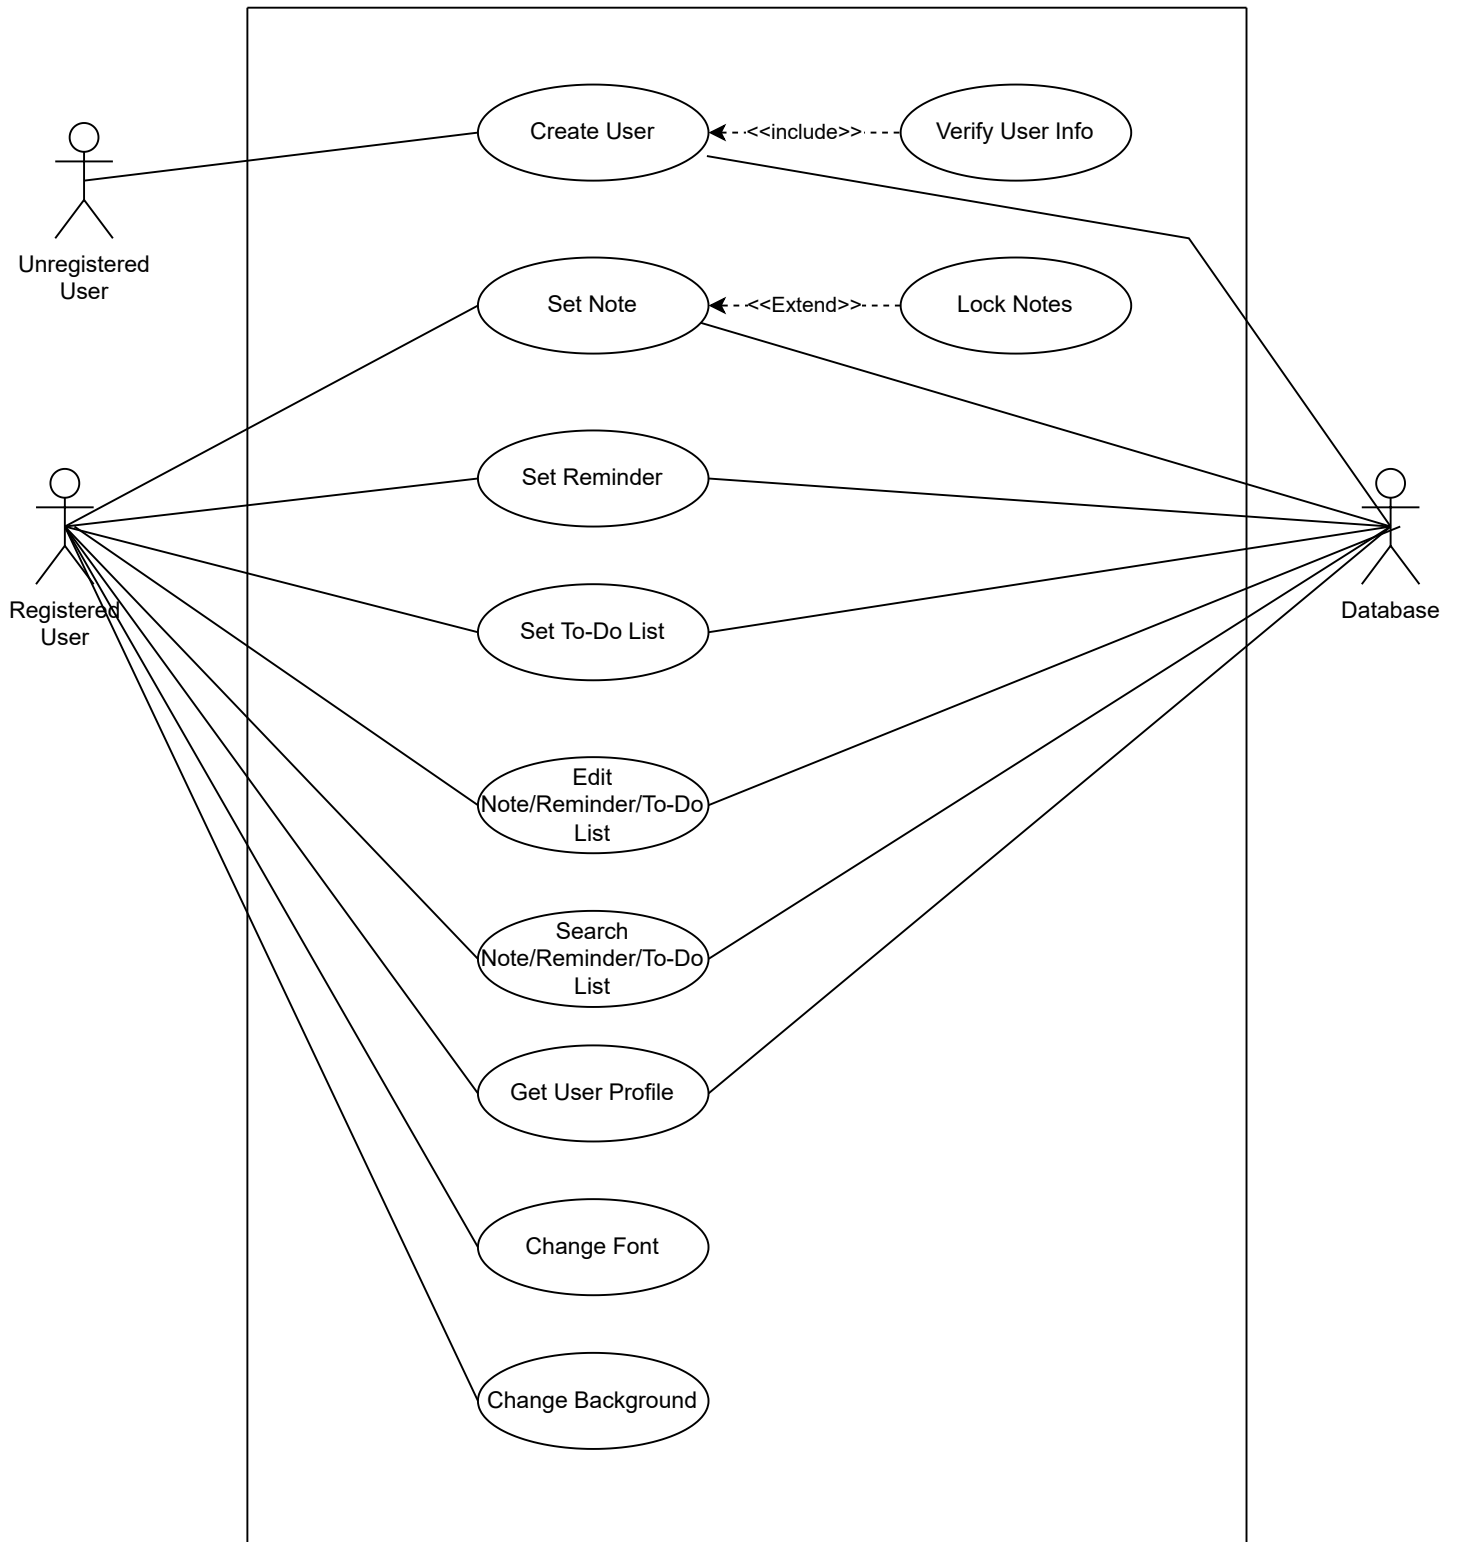 Create User
<<include>>
Verify User Info
Unregistered
User
Set Note
<<Extend>>
Lock Notes
Set Reminder
Registered
User
Database
Set To-Do List
Edit
Note/Reminder/To-Do
List
Search
Note/Reminder/To-Do
List
Get User Profile
Change Font
Change Background